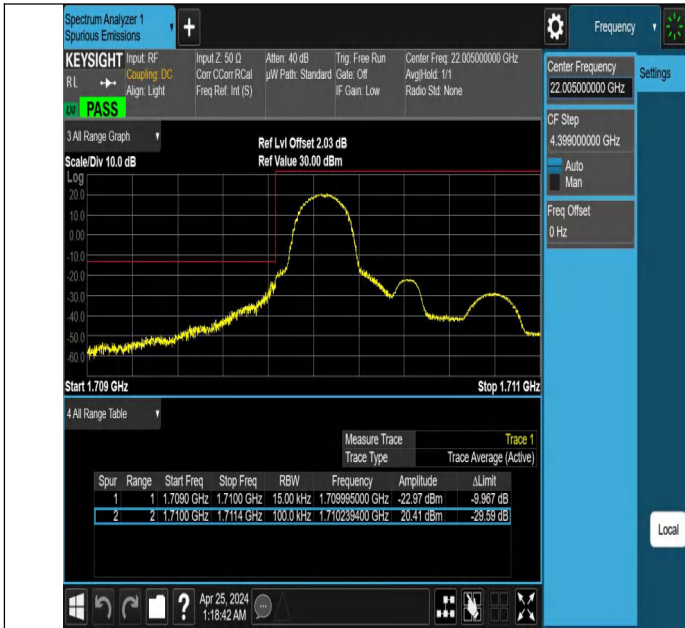 Spectrum Analyzer 1
Spurious Emissions
Frequency
KEYSIGHT
RL
PASS
Input: RF
Coupling: DC
Align: Light
Input Z: 50 Ω
Corr CCorr RCal
Freq Ref: Int (S)
Atten: 40 dB
µW Path: Standard
Trig: Free Run
Gate: Off
IF Gain: Low
Center Freq: 22.005000000 GHz
Avg|Hold: 1/1
Radio Std: None
Center Frequency
22.005000000 GHz
Settings
CF Step
4.399000000 GHz
Auto
Man
Freq Offset
0 Hz
3 All Range Graph
Ref Lvl Offset 2.03 dB
Scale/Div 10.0 dB
Ref Value 30.00 dBm
Log
20.0
10.0
0.00
-10.0
-20.0
-30.0
-40.0
-50.0
-60.0
Start 1.709 GHz
Stop 1.711 GHz
4 All Range Table
Measure Trace Trace 1
Trace Type Trace Average (Active)
Spur Range Start Freq Stop Freq RBW Frequency Amplitude ΔLimit
1 1 1.7090 GHz 1.7100 GHz 15.00 kHz 1.709995000 GHz -22.97 dBm -9.967 dB
2 2 1.7100 GHz 1.7114 GHz 100.0 kHz 1.710239400 GHz 20.41 dBm -29.59 dB
Local
Apr 25, 2024
1:18:42 AM